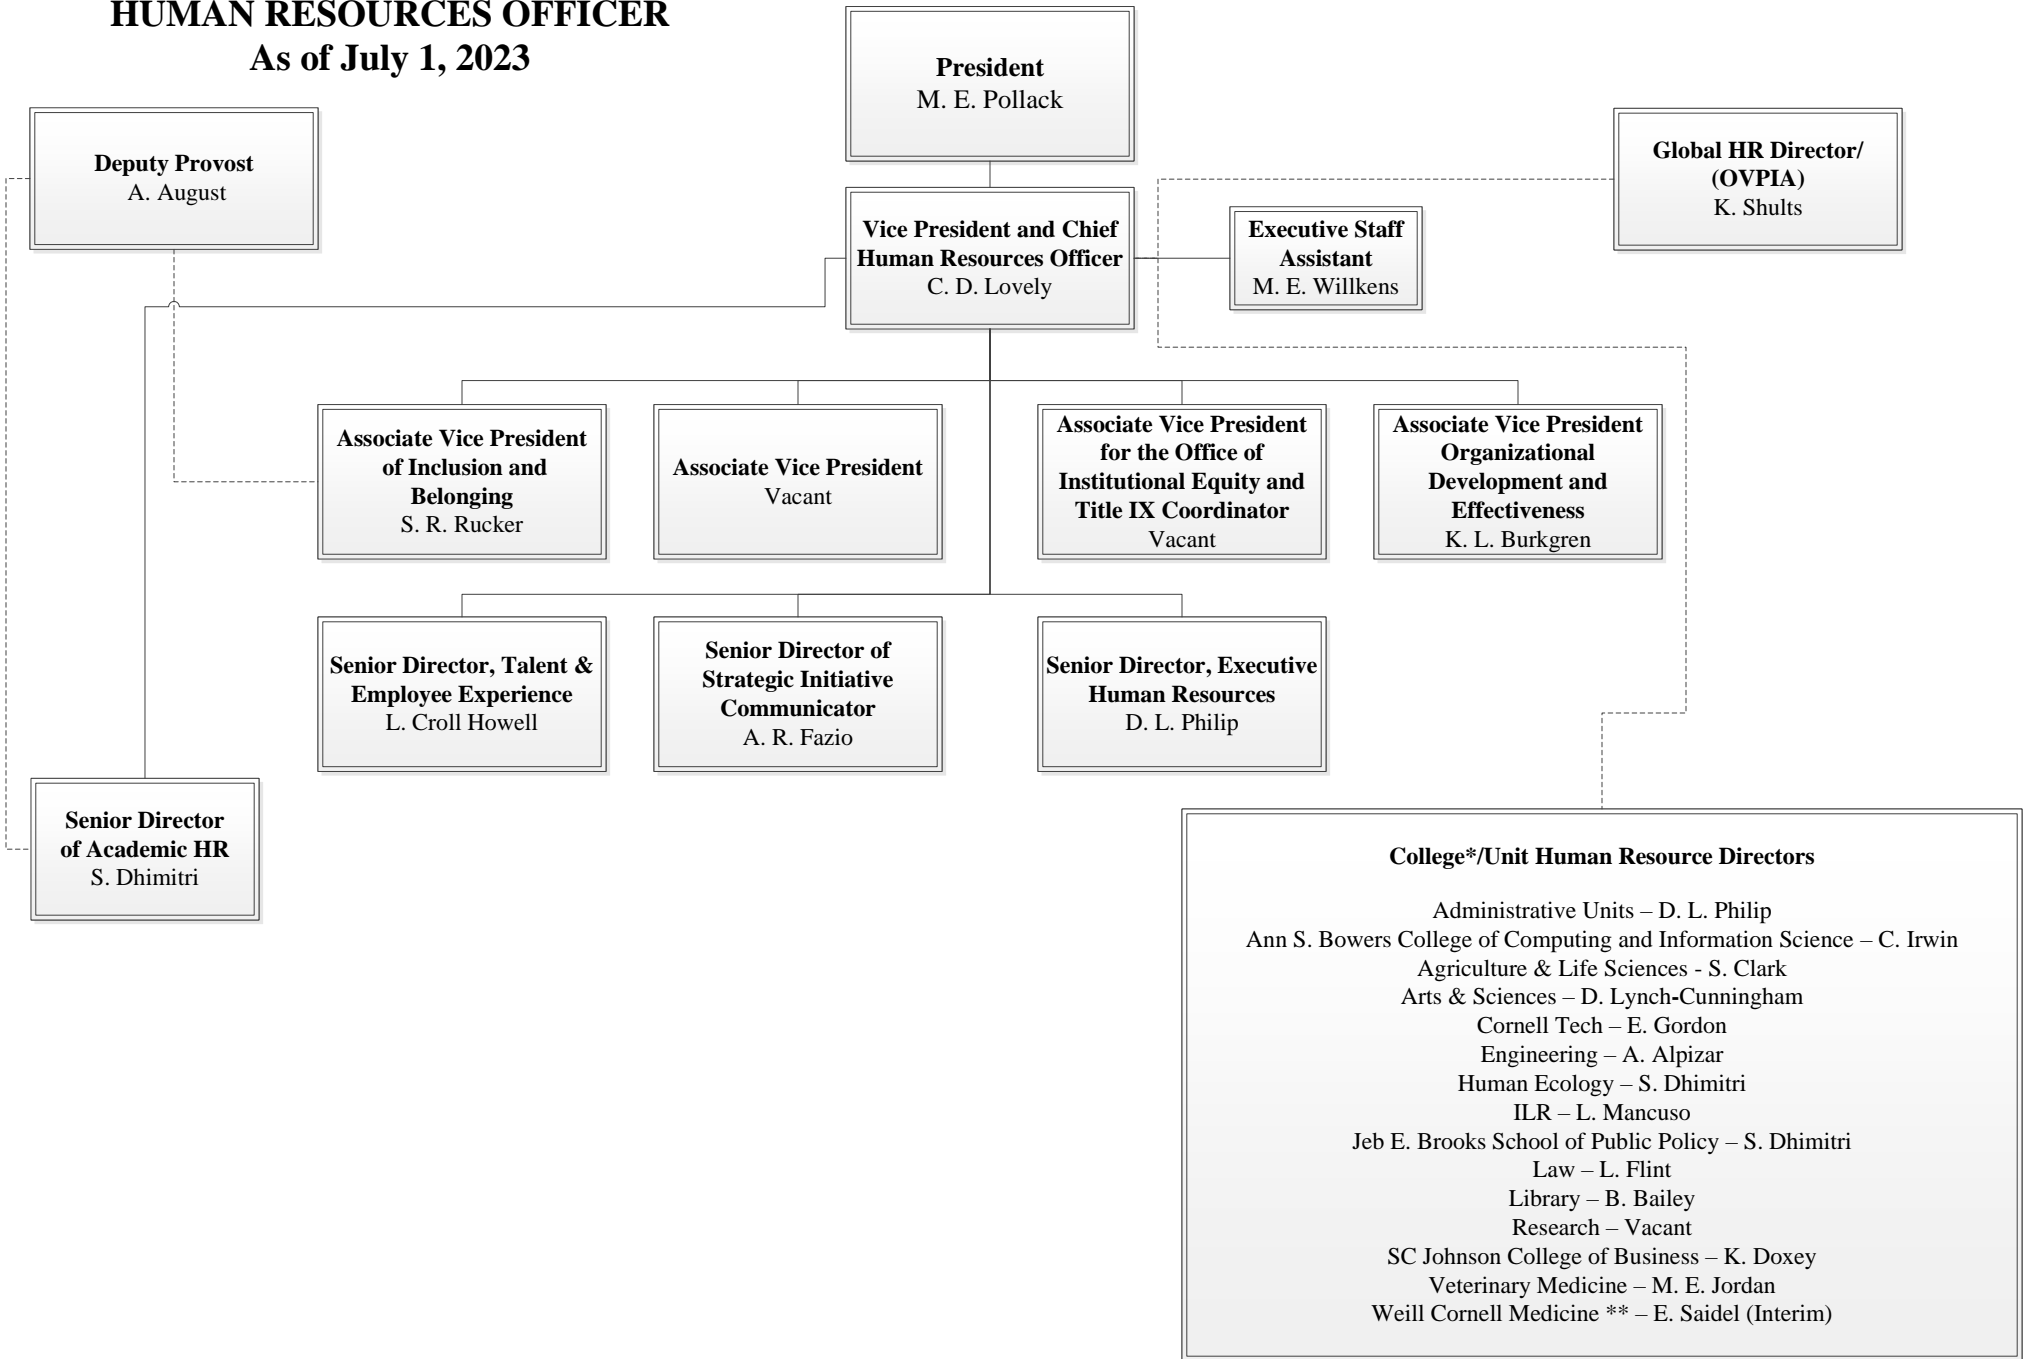 HUMAN RESOURCES OFFICER
As of July 1, 2023
President
M. E. Pollack
Deputy Provost
A. August
Global HR Director/
(OVPIA)
K. Shults
Vice President and Chief
Human Resources Officer
C. D. Lovely
Executive Staff
Assistant
M. E. Willkens
Associate Vice President
of Inclusion and
Belonging
S. R. Rucker
Associate Vice President
Vacant
Associate Vice President
for the Office of
Institutional Equity and
Title IX Coordinator
Vacant
Associate Vice President
Organizational
Development and
Effectiveness
K. L. Burkgren
Senior Director, Talent &
Employee Experience
L. Croll Howell
Senior Director of
Strategic Initiative
Communicator
A. R. Fazio
Senior Director, Executive
Human Resources
D. L. Philip
Senior Director
of Academic HR
S. Dhimitri
College*/Unit Human Resource Directors
Administrative Units – D. L. Philip
Ann S. Bowers College of Computing and Information Science – C. Irwin
Agriculture & Life Sciences - S. Clark
Arts & Sciences – D. Lynch-Cunningham
Cornell Tech – E. Gordon
Engineering – A. Alpizar
Human Ecology – S. Dhimitri
ILR – L. Mancuso
Jeb E. Brooks School of Public Policy – S. Dhimitri
Law – L. Flint
Library – B. Bailey
Research – Vacant
SC Johnson College of Business – K. Doxey
Veterinary Medicine – M. E. Jordan
Weill Cornell Medicine ** – E. Saidel (Interim)